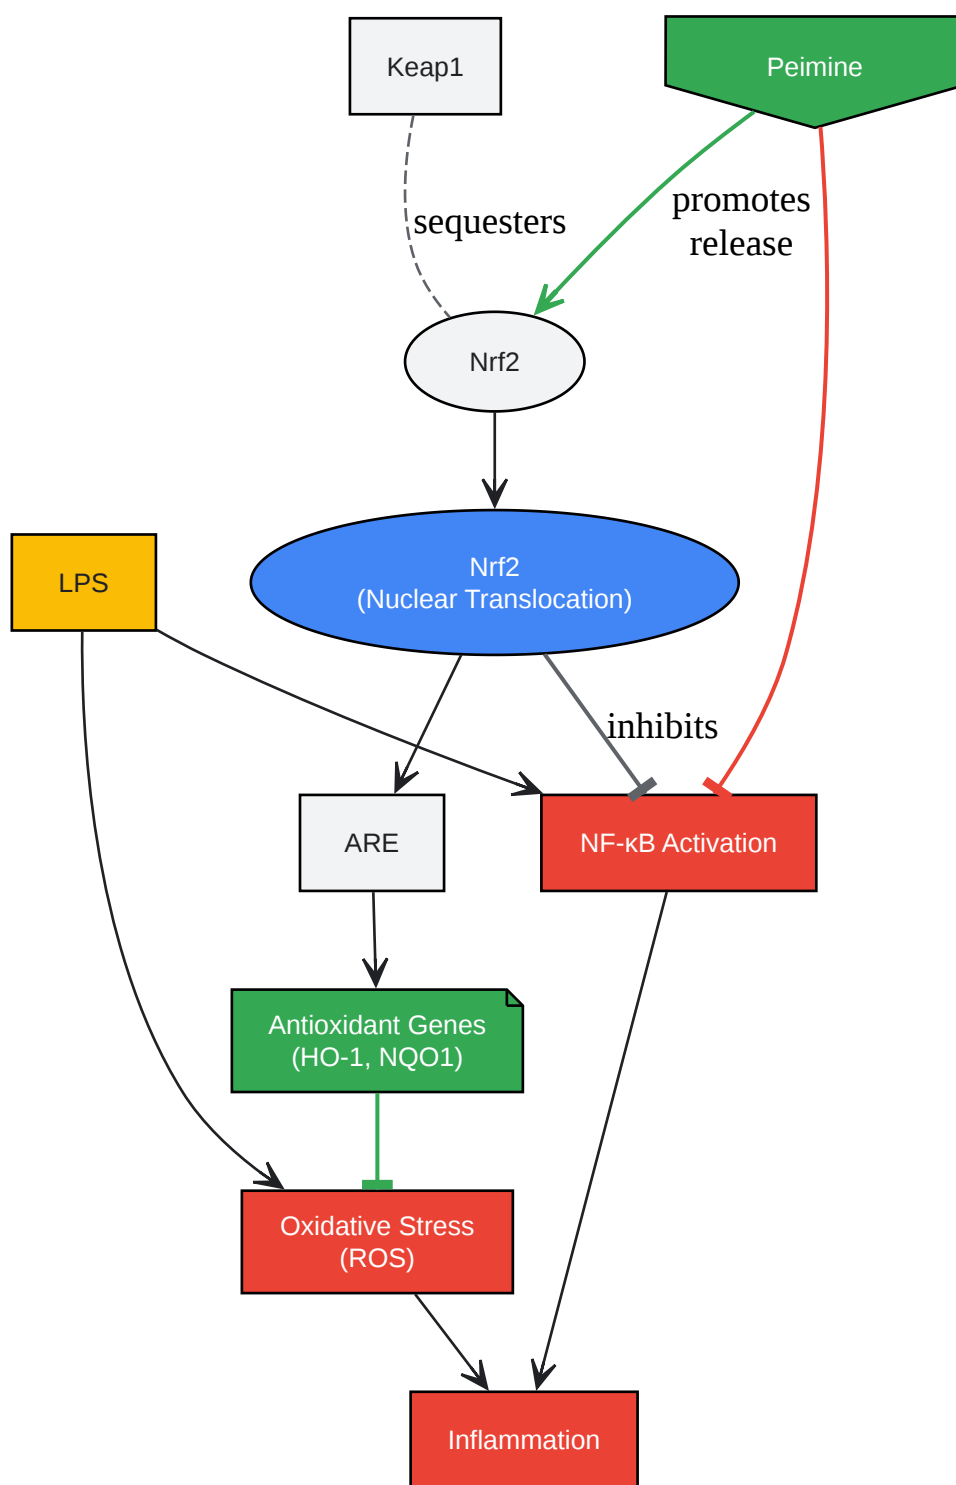 Keap1
Peimine
sequesters
promotes
release
Nrf2
LPS
Nrf2
(Nuclear Translocation)
inhibits
ARE
NF-κB Activation
Antioxidant Genes
(HO-1, NQO1)
Oxidative Stress
(ROS)
Inflammation